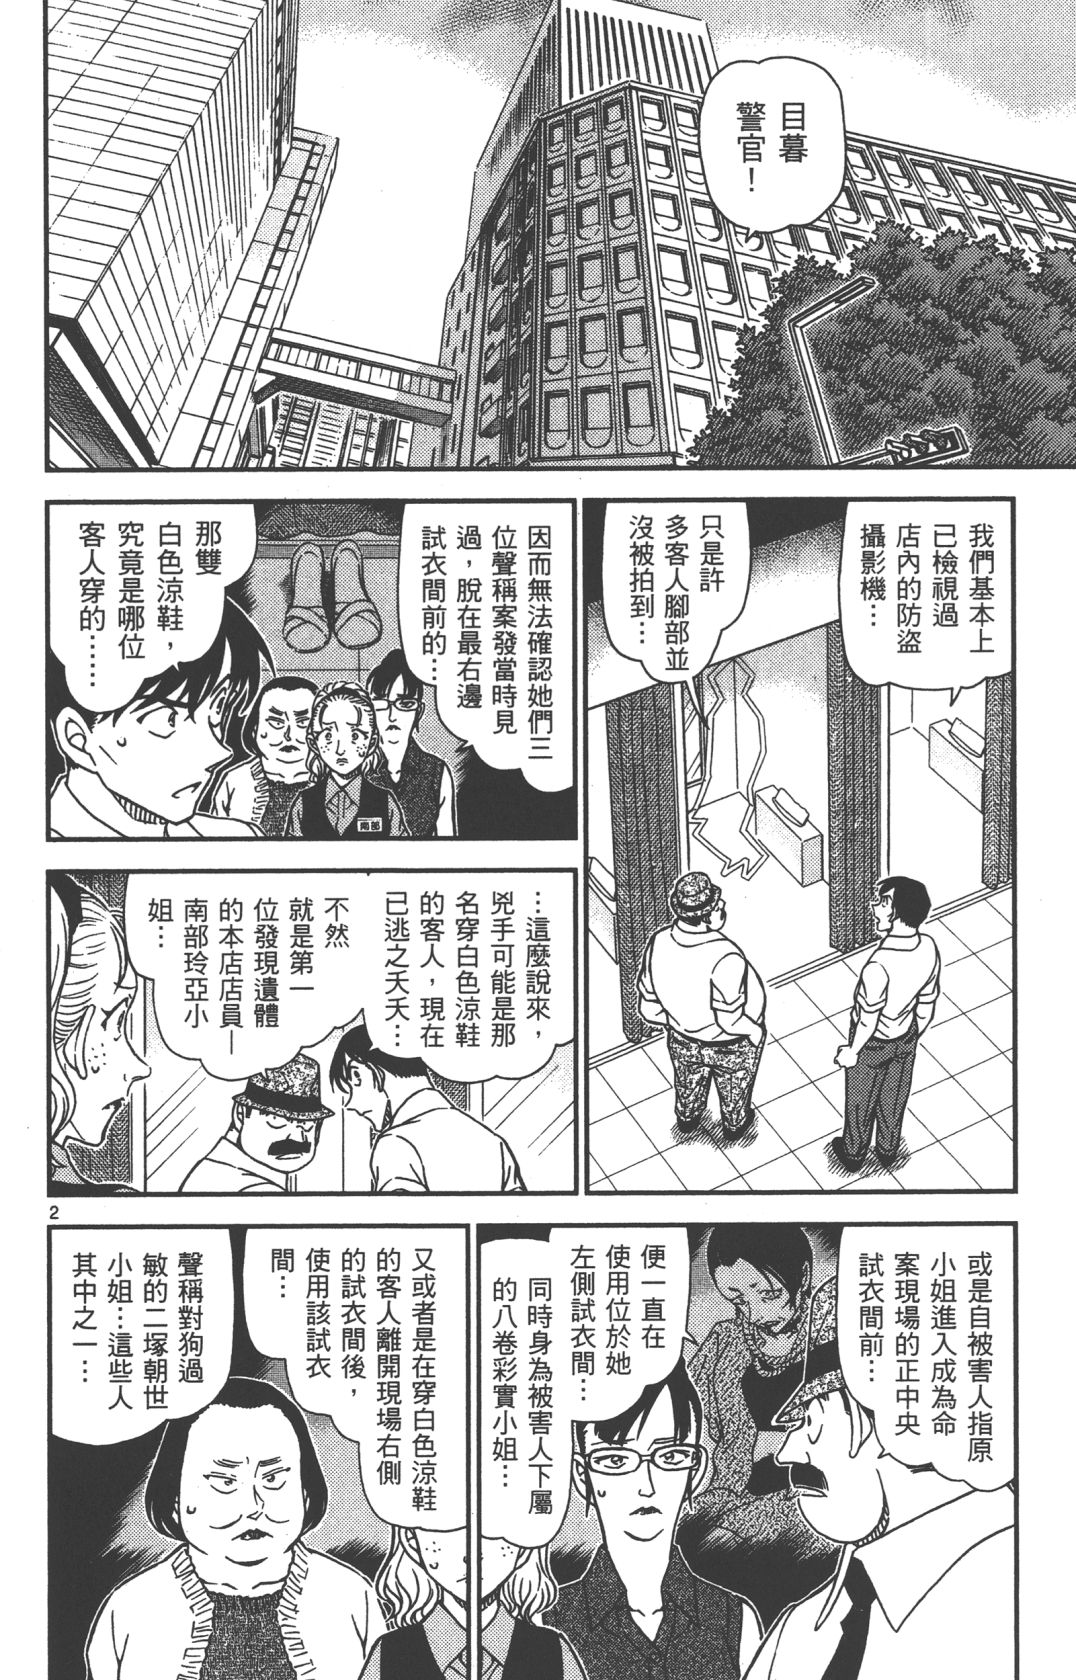 目暮
警官！
我們基本上
已檢視過
店內的防盜
攝影機…
只是許
多客人腳部並
沒被拍到…
因而無法確認她們三
位聲稱案發當時見
過，脫在最右邊
試衣間前的…
南部
那雙
白色涼鞋，
究竟是哪位
客人穿的…
…這麼說來，
兇手可能是那
名穿白色涼鞋
的客人，現在
已逃之夭夭…
不然
就是第一
位發現遺體
的本店店員—
南部玲亞小
姐…
2
或是自被害人指原
小姐進入成為命
案現場的正中央
試衣間前…
便一直在
使用位於她
左側試衣間…
同時身為被害人下屬
的八卷彩實小姐…
又或者是在穿白色涼鞋
的客人離開現場右側
的試衣間後，
使用該試衣
間…
聲稱對狗過
敏的二塚朝世
小姐…這些人
其中之一…